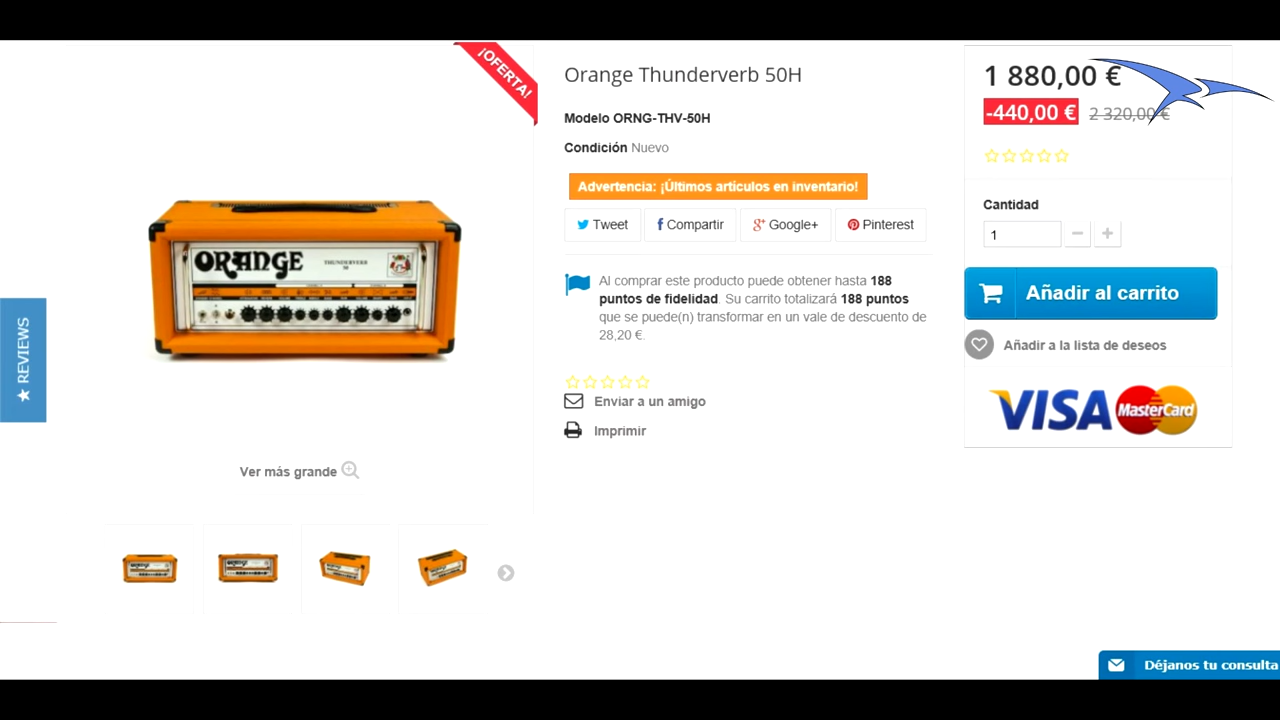 ¡OFERTA!
Orange Thunderverb 50H
Modelo ORNG-THV-50H
Condición Nuevo
Advertencia: ¡Últimos artículos en inventario!
Tweet
Compartir
Google+
Pinterest
Al comprar este producto puede obtener hasta 188
puntos de fidelidad. Su carrito totalizará 188 puntos
que se puede(n) transformar en un vale de descuento de
28,20 €.
Enviar a un amigo
Imprimir
1 880,00 €
-440,00 € 2 320,00 €
Cantidad
1
Añadir al carrito
Añadir a la lista de deseos
VISA MasterCard
ORANGE
THUNDERVERB
50
REVIEWS
Ver más grande
Déjanos tu consulta